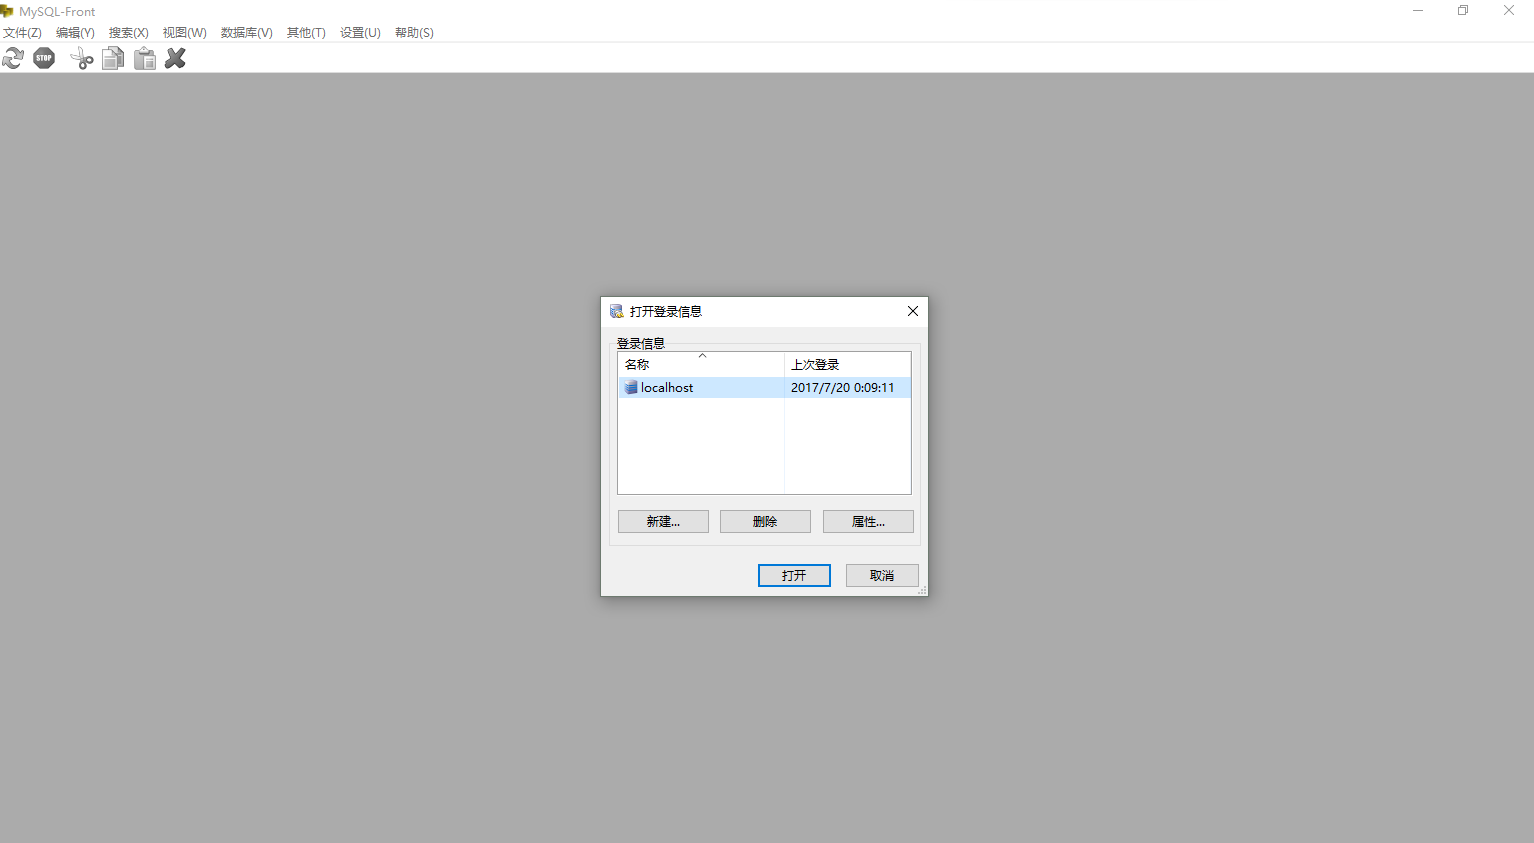 MySQL-Front
文件(Z) 编辑(Y) 搜索(X) 视图(W) 数据库(V) 其他(T) 设置(U) 帮助(S)
STOP
打开登录信息
登录信息
名称 上次登录
localhost 2017/7/20 0:09:11
新建... 删除 属性...
打开 取消